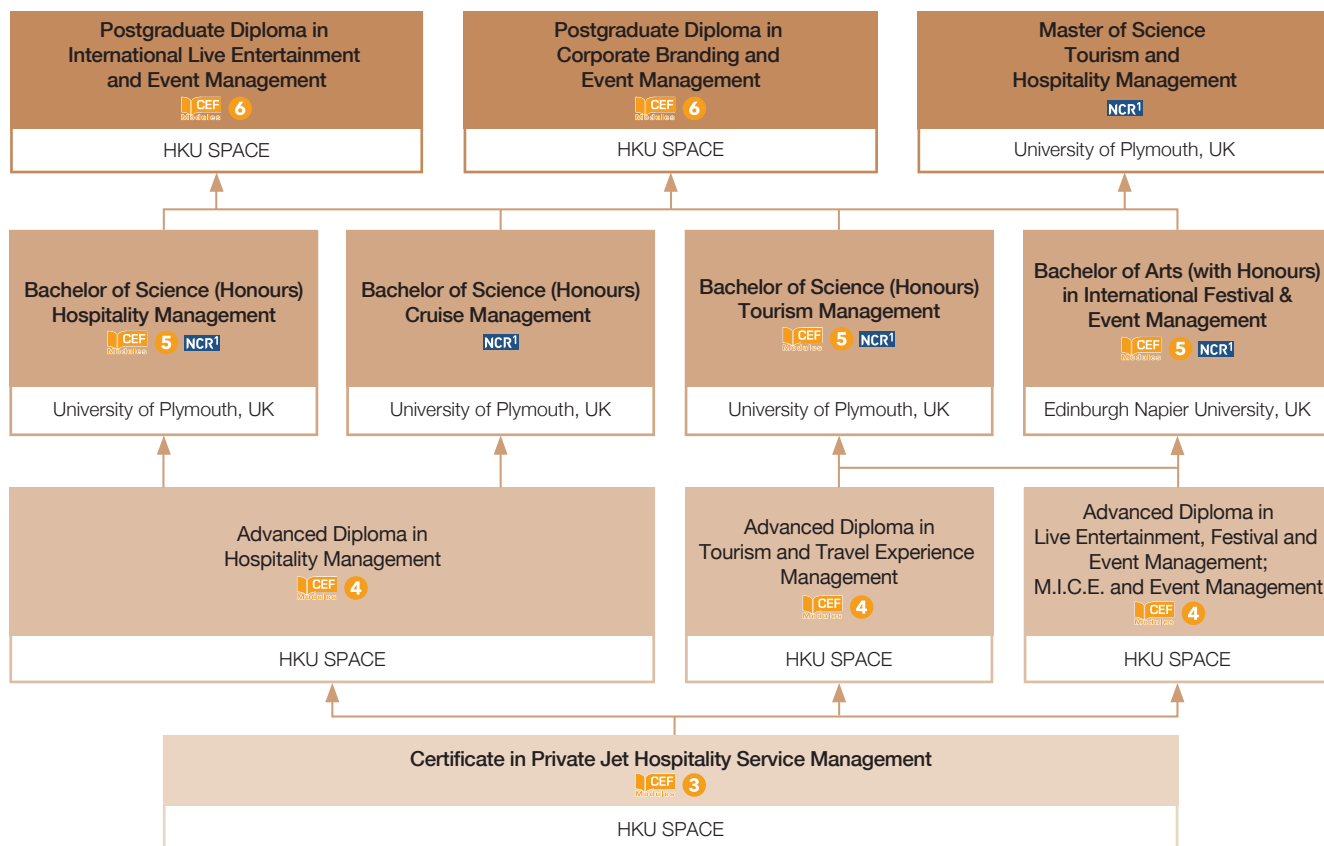 Postgraduate Diploma in
International Live Entertainment
and Event Management
CEF
Modules
6
HKU SPACE
Postgraduate Diploma in
Corporate Branding and
Event Management
CEF
Modules
6
HKU SPACE
Master of Science
Tourism and
Hospitality Management
NCR1
University of Plymouth, UK
Bachelor of Science (Honours)
Hospitality Management
CEF
Modules
5 NCR1
University of Plymouth, UK
Bachelor of Science (Honours)
Cruise Management
NCR1
University of Plymouth, UK
Bachelor of Science (Honours)
Tourism Management
CEF
Modules
5 NCR1
University of Plymouth, UK
Bachelor of Arts (with Honours)
in International Festival &
Event Management
CEF
Modules
5 NCR1
Edinburgh Napier University, UK
Advanced Diploma in
Hospitality Management
CEF
Modules
4
HKU SPACE
Advanced Diploma in
Tourism and Travel Experience
Management
CEF
Modules
4
HKU SPACE
Advanced Diploma in
Live Entertainment, Festival and
Event Management;
M.I.C.E. and Event Management
CEF
Modules
4
HKU SPACE
Certificate in Private Jet Hospitality Service Management
CEF
Modules
3
HKU SPACE